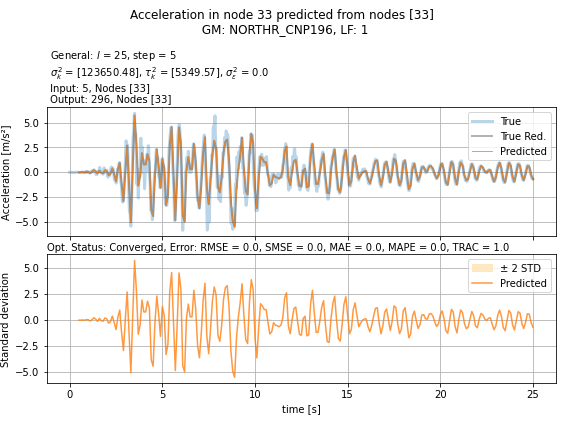 Acceleration in node 33 predicted from nodes [33]
GM: NORTHR_CNP196, LF: 1
General: l = 25, step = 5
σ²ₖ = [123650.48], τ²ₖ = [5349.57], σ²ₛ = 0.0
Input: 5, Nodes [33]
Output: 296, Nodes [33]
Acceleration [m/s²]
5.0
2.5
0.0
−2.5
−5.0
True
True Red.
Predicted
Opt. Status: Converged, Error: RMSE = 0.0, SMSE = 0.0, MAE = 0.0, MAPE = 0.0, TRAC = 1.0
Standard deviation
5.0
2.5
0.0
−2.5
−5.0
± 2 STD
Predicted
0 5 10 15 20 25
time [s]